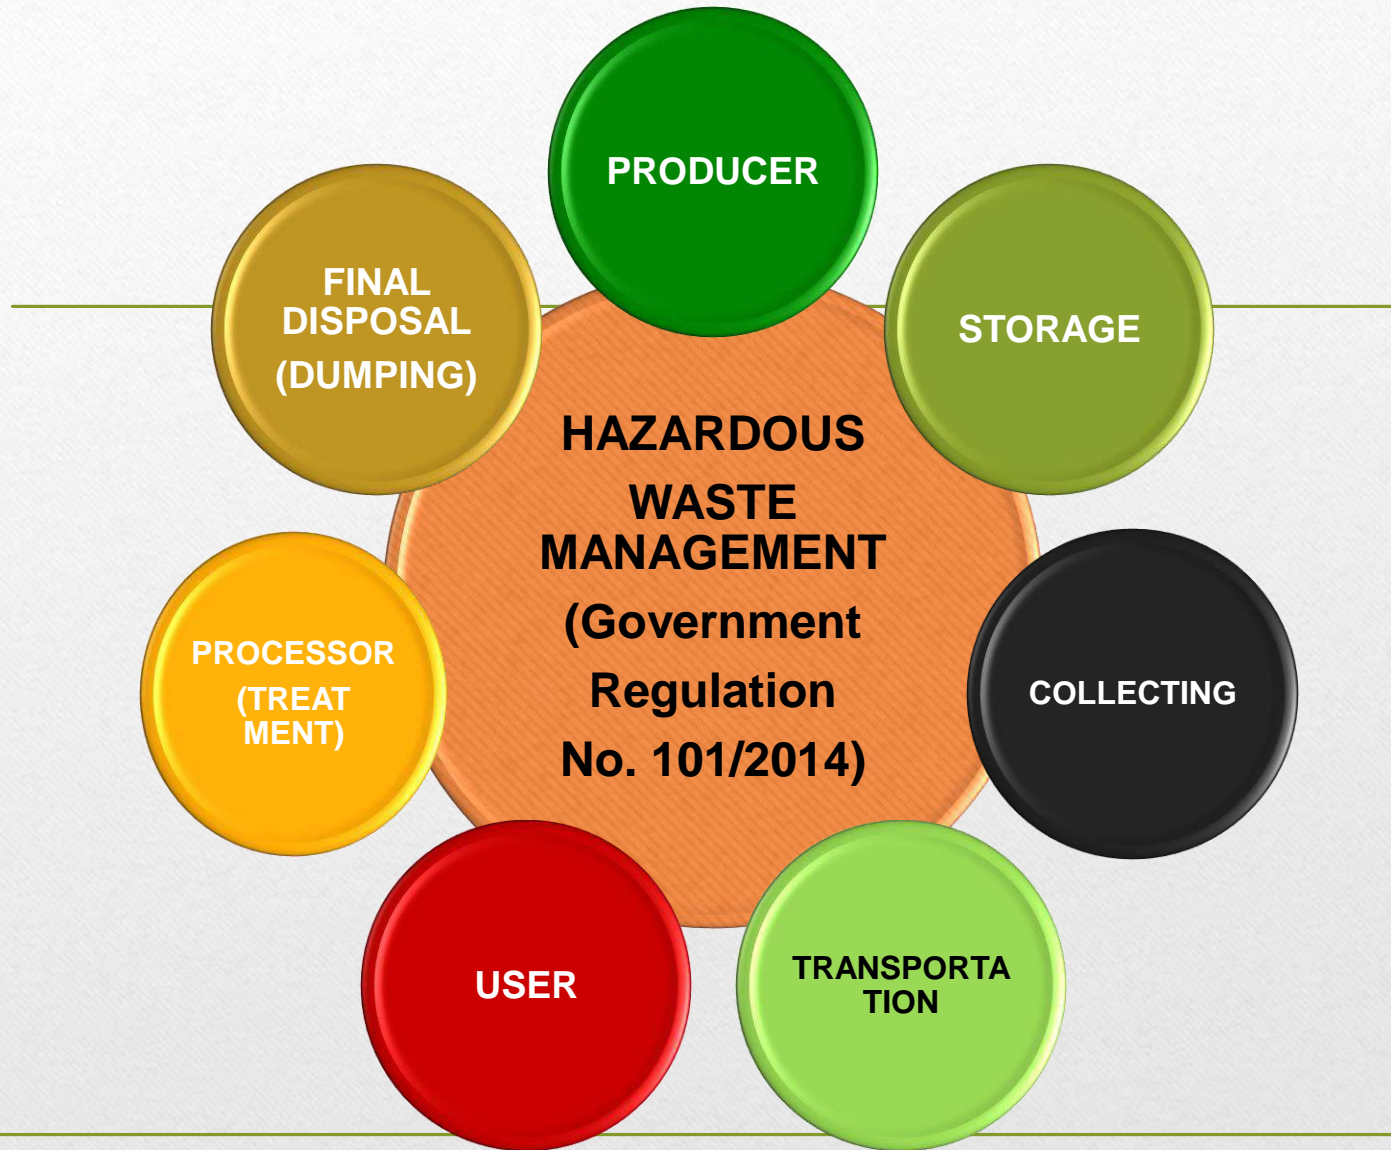 PRODUCER
STORAGE
COLLECTING
TRANSPORTA
TION
USER
PROCESSOR
(TREAT
MENT)
FINAL
DISPOSAL
(DUMPING)
HAZARDOUS
WASTE
MANAGEMENT
(Government
Regulation
No. 101/2014)